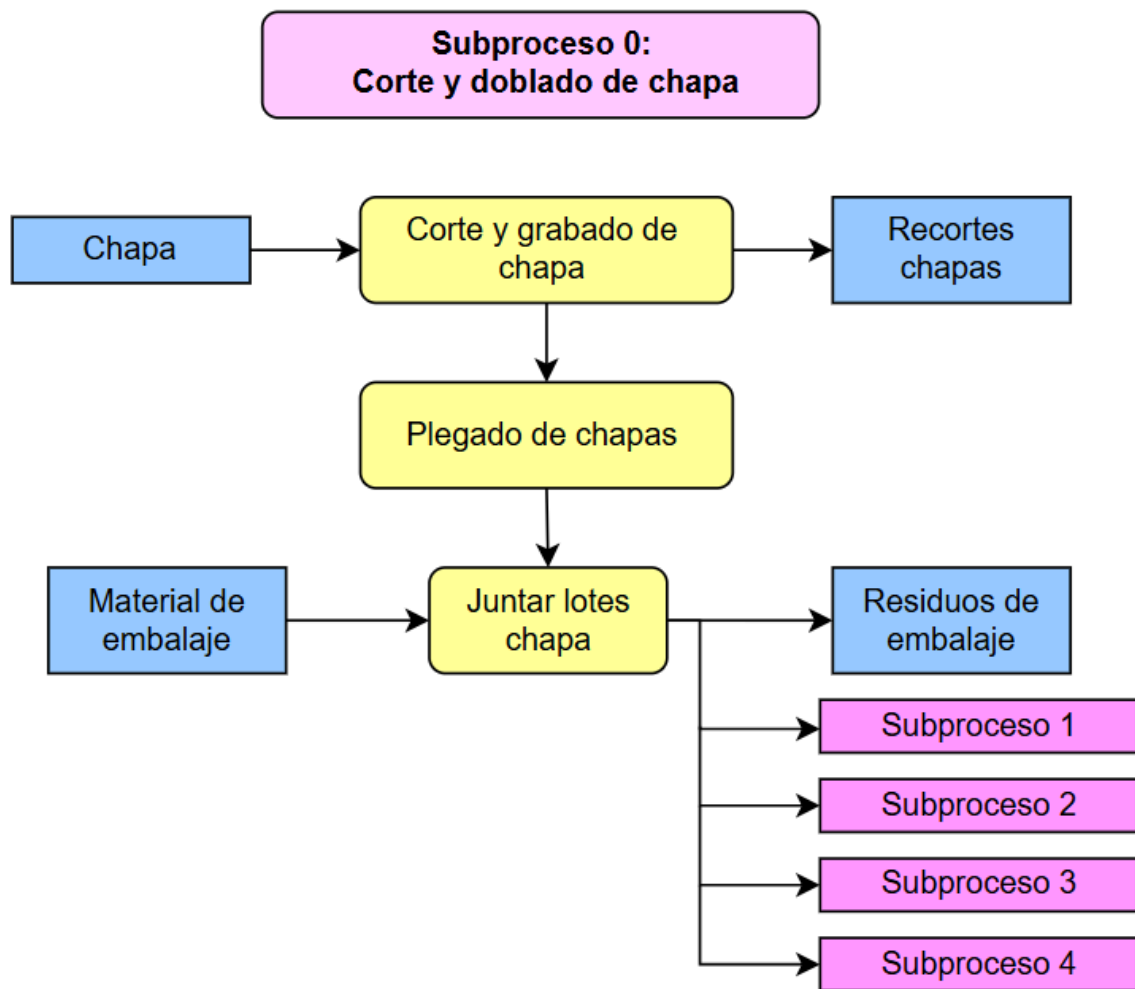 Subproceso 0:
Corte y doblado de chapa
Chapa
Corte y grabado de
chapa
Recortes
chapas
Plegado de chapas
Material de
embalaje
Juntar lotes
chapa
Residuos de
embalaje
Subproceso 1
Subproceso 2
Subproceso 3
Subproceso 4